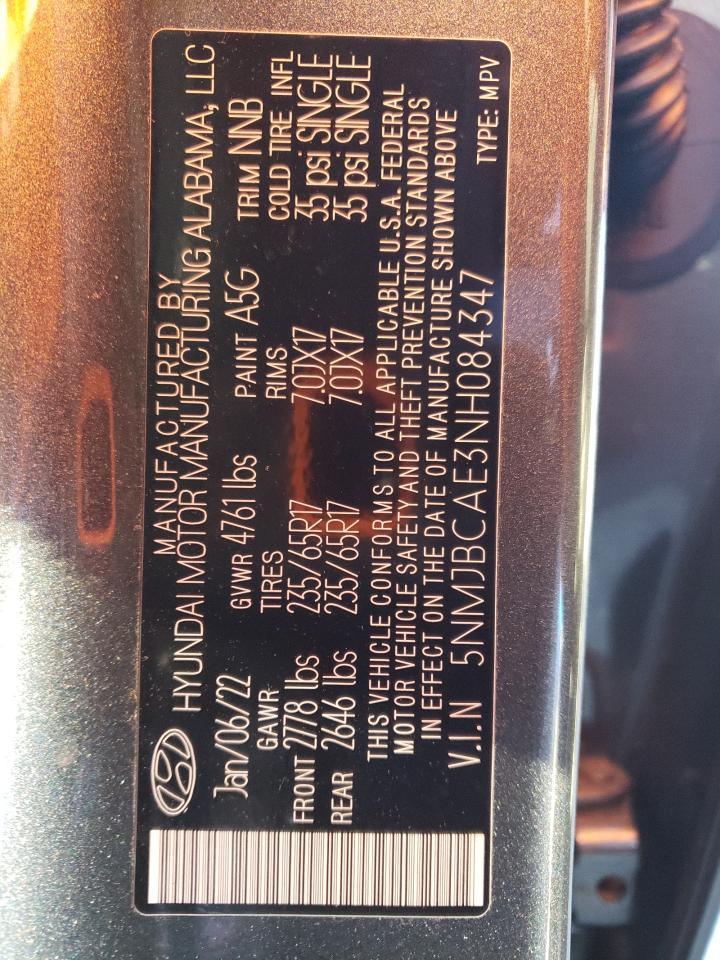 MANUFACTURED BY
HYUNDAI MOTOR MANUFACTURING ALABAMA, LLC
Jan/06/22 GVWR 4761 lbs PAINT A5G TRIM NNB
GAWR TIRES RIMS COLD TIRE INFL
FRONT 2778 lbs 235/65R17 7.0JX17 35 psi SINGLE
REAR 2646 lbs 235/65R17 7.0JX17 35 psi SINGLE
THIS VEHICLE CONFORMS TO ALL APPLICABLE U.S.A. FEDERAL
MOTOR VEHICLE SAFETY AND THEFT PREVENTION STANDARDS
IN EFFECT ON THE DATE OF MANUFACTURE SHOWN ABOVE
V.I.N 5NMJBCAE3NH084347 TYPE: MPV